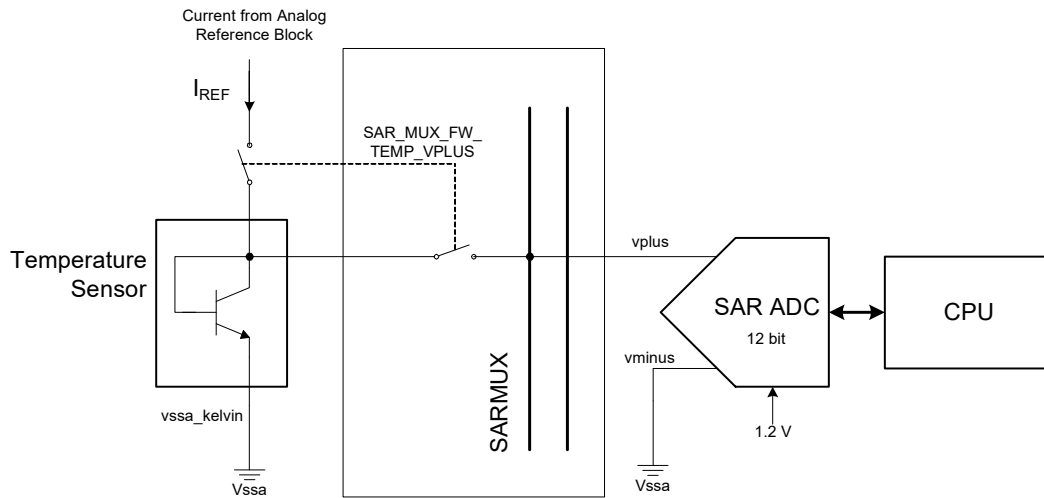 Current from Analog
Reference Block
IREF
SAR_MUX_FW_
TEMP_VPLUS
Temperature
Sensor
vplus
SAR ADC
12 bit
CPU
vminus
SARMUX
vssa_kelvin
1.2 V
Vssa
Vssa